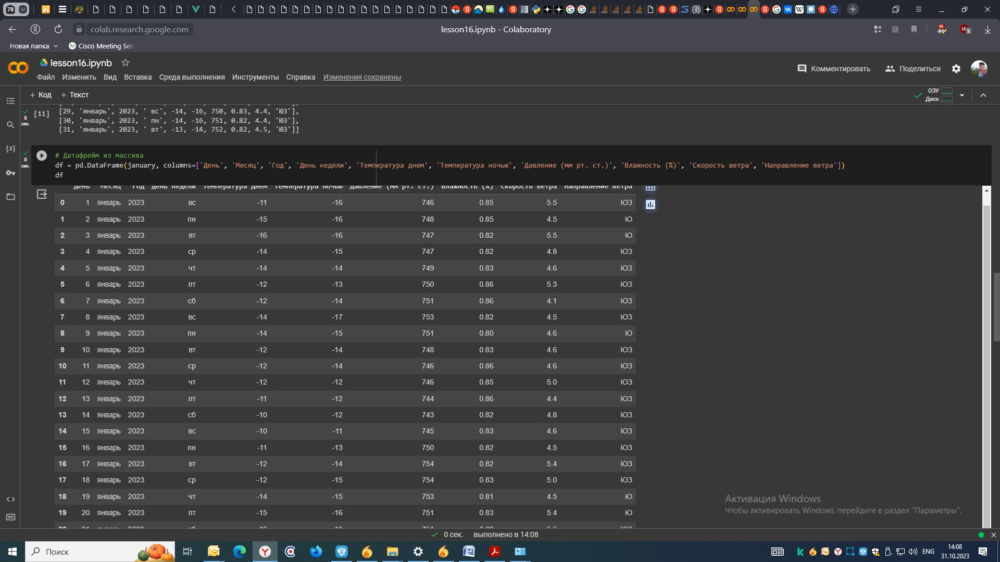 78
colab.research.google.com
lesson16.ipynb - Colaboratory
5
Новая папка
Cisco Meeting Ser
lesson16.ipynb
Файл Изменить Вид Вставка Среда выполнения Инструменты Справка Изменения сохранены
Комментировать
Поделиться
+ Код + Текст
ОЗУ
Диск
0
сек.
[11]
[29, 'январь', 2023, ' вс', -14, -16, 750, 0.83, 4.4, 'ЮЗ'],
[30, 'январь', 2023, ' пн', -14, -16, 751, 0.82, 4.4, 'ЮЗ'],
[31, 'январь', 2023, ' вт', -13, -14, 752, 0.82, 4.5, 'ЮЗ']]
{x}
0
сек.
# Датафрейм из массива
df = pd.DataFrame(january, columns=['День', 'Месяц', 'Год', 'День недели', 'Температура днем', 'Температура ночью', 'Давление (мм рт. ст.)', 'Влажность (%)', 'Скорость ветра', 'Направление ветра'])
df
День Месяц Год День недели Температура днем Температура ночью Давление (мм рт. ст.) Влажность (%) Скорость ветра Направление ветра
0 1 январь 2023 вс -11 -16 746 0.85 5.5 ЮЗ
1 2 январь 2023 пн -15 -16 748 0.85 4.5 Ю
2 3 январь 2023 вт -16 -16 747 0.82 5.5 Ю
3 4 январь 2023 ср -14 -15 747 0.82 4.8 ЮЗ
4 5 январь 2023 чт -14 -14 749 0.83 4.6 ЮЗ
5 6 январь 2023 пт -12 -13 750 0.86 5.3 ЮЗ
6 7 январь 2023 сб -12 -14 751 0.86 4.1 ЮЗ
7 8 январь 2023 вс -14 -17 753 0.82 4.5 ЮЗ
8 9 январь 2023 пн -14 -15 751 0.80 4.6 Ю
9 10 январь 2023 вт -12 -14 748 0.83 4.6 ЮЗ
10 11 январь 2023 ср -12 -14 746 0.86 4.6 ЮЗ
11 12 январь 2023 чт -12 -12 746 0.85 5.0 ЮЗ
12 13 январь 2023 пт -11 -12 744 0.86 4.4 ЮЗ
13 14 январь 2023 сб -10 -12 743 0.82 4.8 ЮЗ
14 15 январь 2023 вс -10 -11 745 0.83 4.6 ЮЗ
15 16 январь 2023 пн -11 -13 750 0.82 4.5 ЮЗ
16 17 январь 2023 вт -12 -14 754 0.82 5.4 ЮЗ
17 18 январь 2023 ср -12 -15 754 0.83 5.0 ЮЗ
18 19 январь 2023 чт -14 -15 753 0.81 4.5 Ю
19 20 январь 2023 пт -15 -16 751 0.83 5.4 Ю
Активация Windows
Чтобы активировать Windows, перейдите в раздел "Параметры".
0 сек. выполнено в 14:08
Поиск
ENG
14:08
31.10.2023